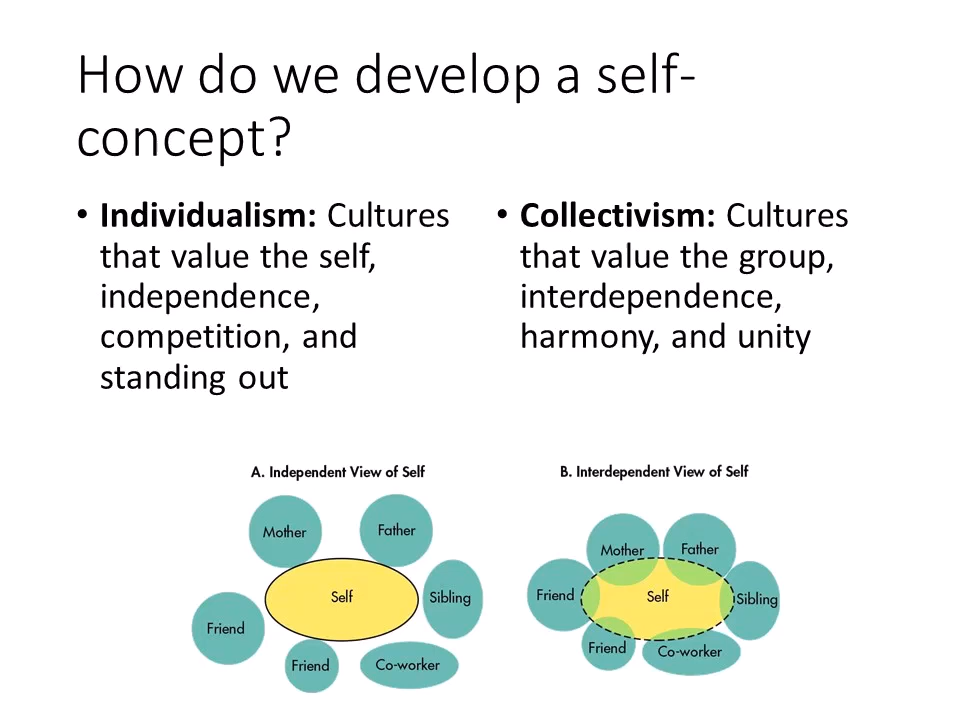 How do we develop a self-
concept?
• Individualism: Cultures
that value the self,
independence,
competition, and
standing out
• Collectivism: Cultures
that value the group,
interdependence,
harmony, and unity
A. Independent View of Self
Mother
Father
Self
Sibling
Friend
Friend
Co-worker
B. Interdependent View of Self
Mother
Father
Friend
Self
Sibling
Friend
Co-worker